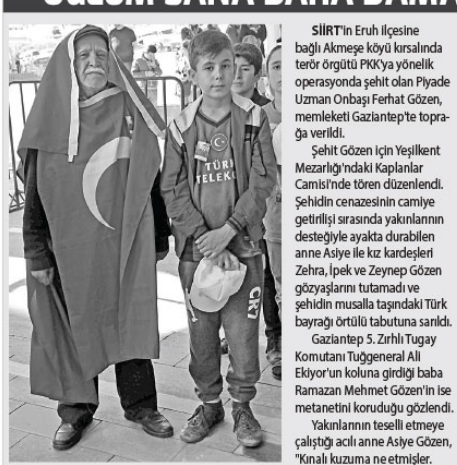 OĞLUM SANA DAHA DAMA
SİİRT'in Eruh ilçesine
bağlı Akmeşe köyü kırsalında
terör örgütü PKK'ya yönelik
operasyonda şehit olan Piyade
Uzman Onbaşı Ferhat Gözen,
memleketi Gaziantep'te topra-
ğa verildi.
Şehit Gözen için Yeşilkent
Mezarlığı'ndaki Kaplanlar
Camisi'nde tören düzenlendi.
Şehidin cenazesinin camiye
getirilişi sırasında yakınlarının
desteğiyle ayakta durabilen
anne Asiye ile kız kardeşleri
Zehra, İpek ve Zeynep Gözen
gözyaşlarını tutamadı ve
şehidin musalla taşındaki Türk
bayrağı örtülü tabutuna sarıldı.
Gaziantep 5. Zırhlı Tugay
Komutanı Tuğgeneral Ali
Ekiyor'un koluna girdiği baba
Ramazan Mehmet Gözen'in ise
metanetini koruduğu gözlendi.
Yakınlarının teselli etmeye
çalıştığı acılı anne Asiye Gözen,
"Kınalı kuzuma ne etmişler.
TÜRK
TELEKO